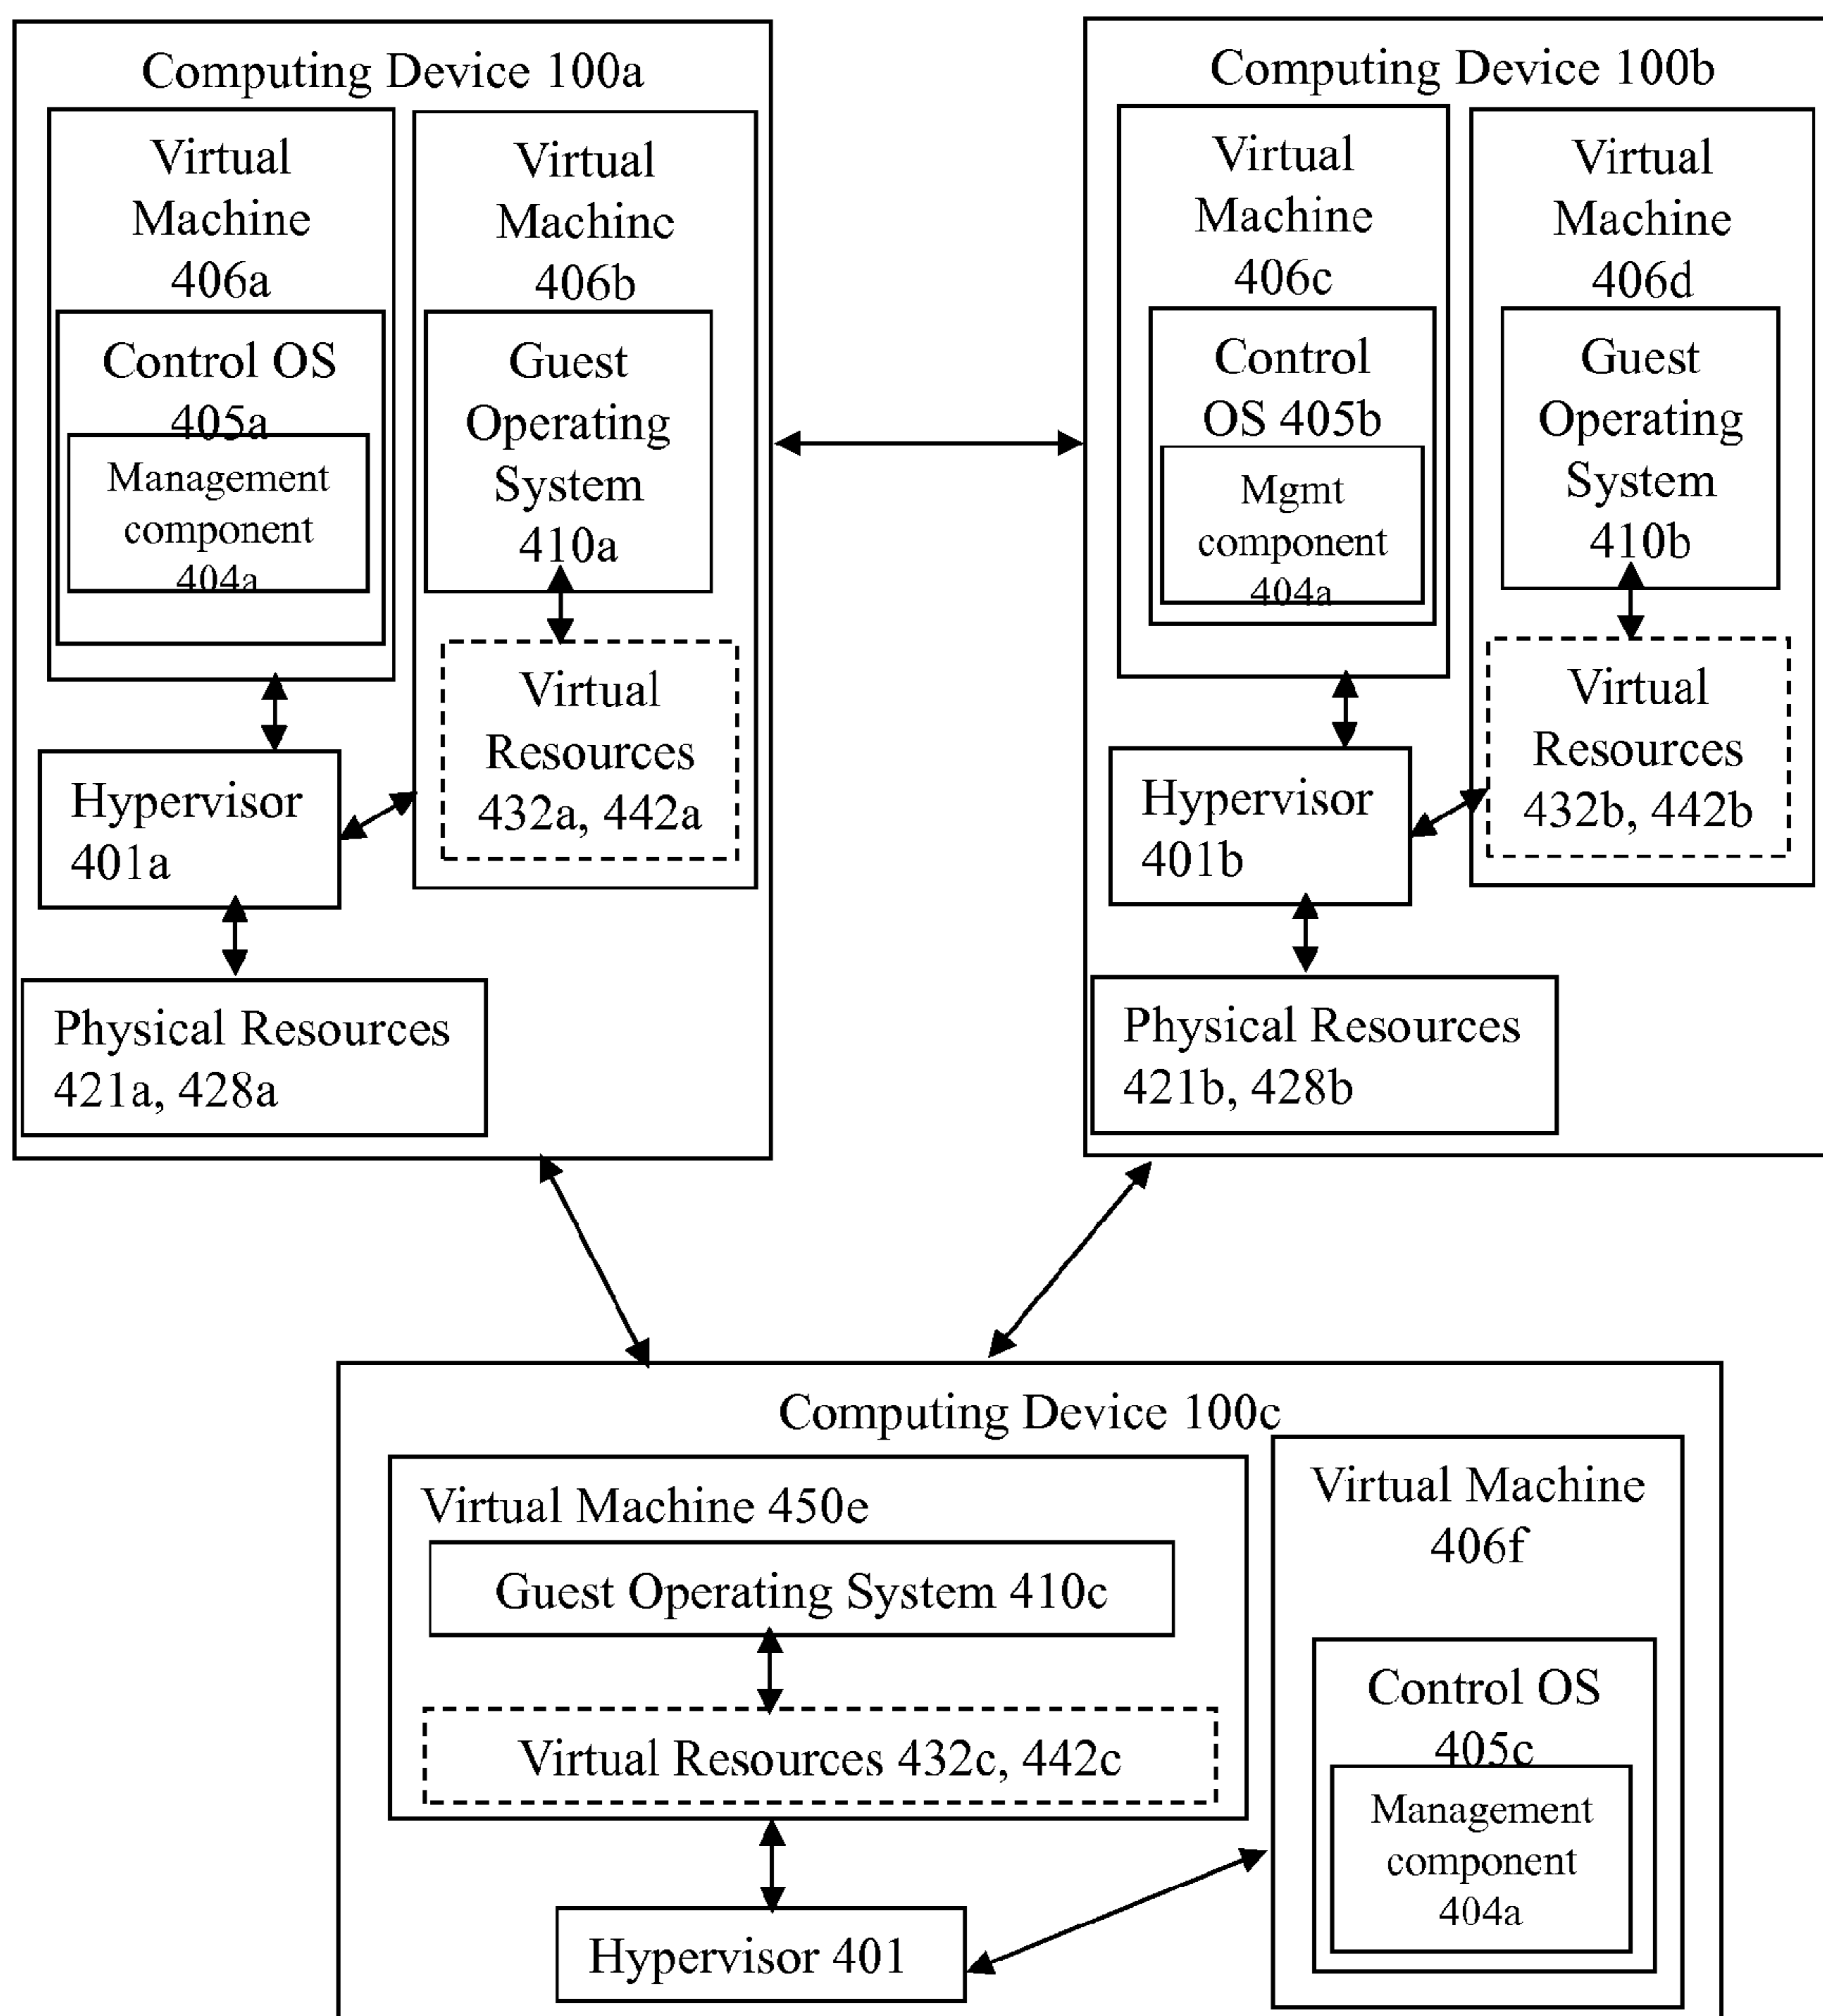 Computing Device 100a
Virtual
Machine
406a
Control OS
405a
Management
component
404a
Virtual
Machine
406b
Guest
Operating
System
410a
Virtual
Resources
432a, 442a
Hypervisor
401a
Physical Resources
421a, 428a
Computing Device 100b
Virtual
Machine
406c
Control
OS 405b
Mgmt
component
404a
Virtual
Machine
406d
Guest
Operating
System
410b
Virtual
Resources
432b, 442b
Hypervisor
401b
Physical Resources
421b, 428b
Computing Device 100c
Virtual Machine 450e
Guest Operating System 410c
Virtual Resources 432c, 442c
Hypervisor 401
Virtual Machine
406f
Control OS
405c
Management
component
404a